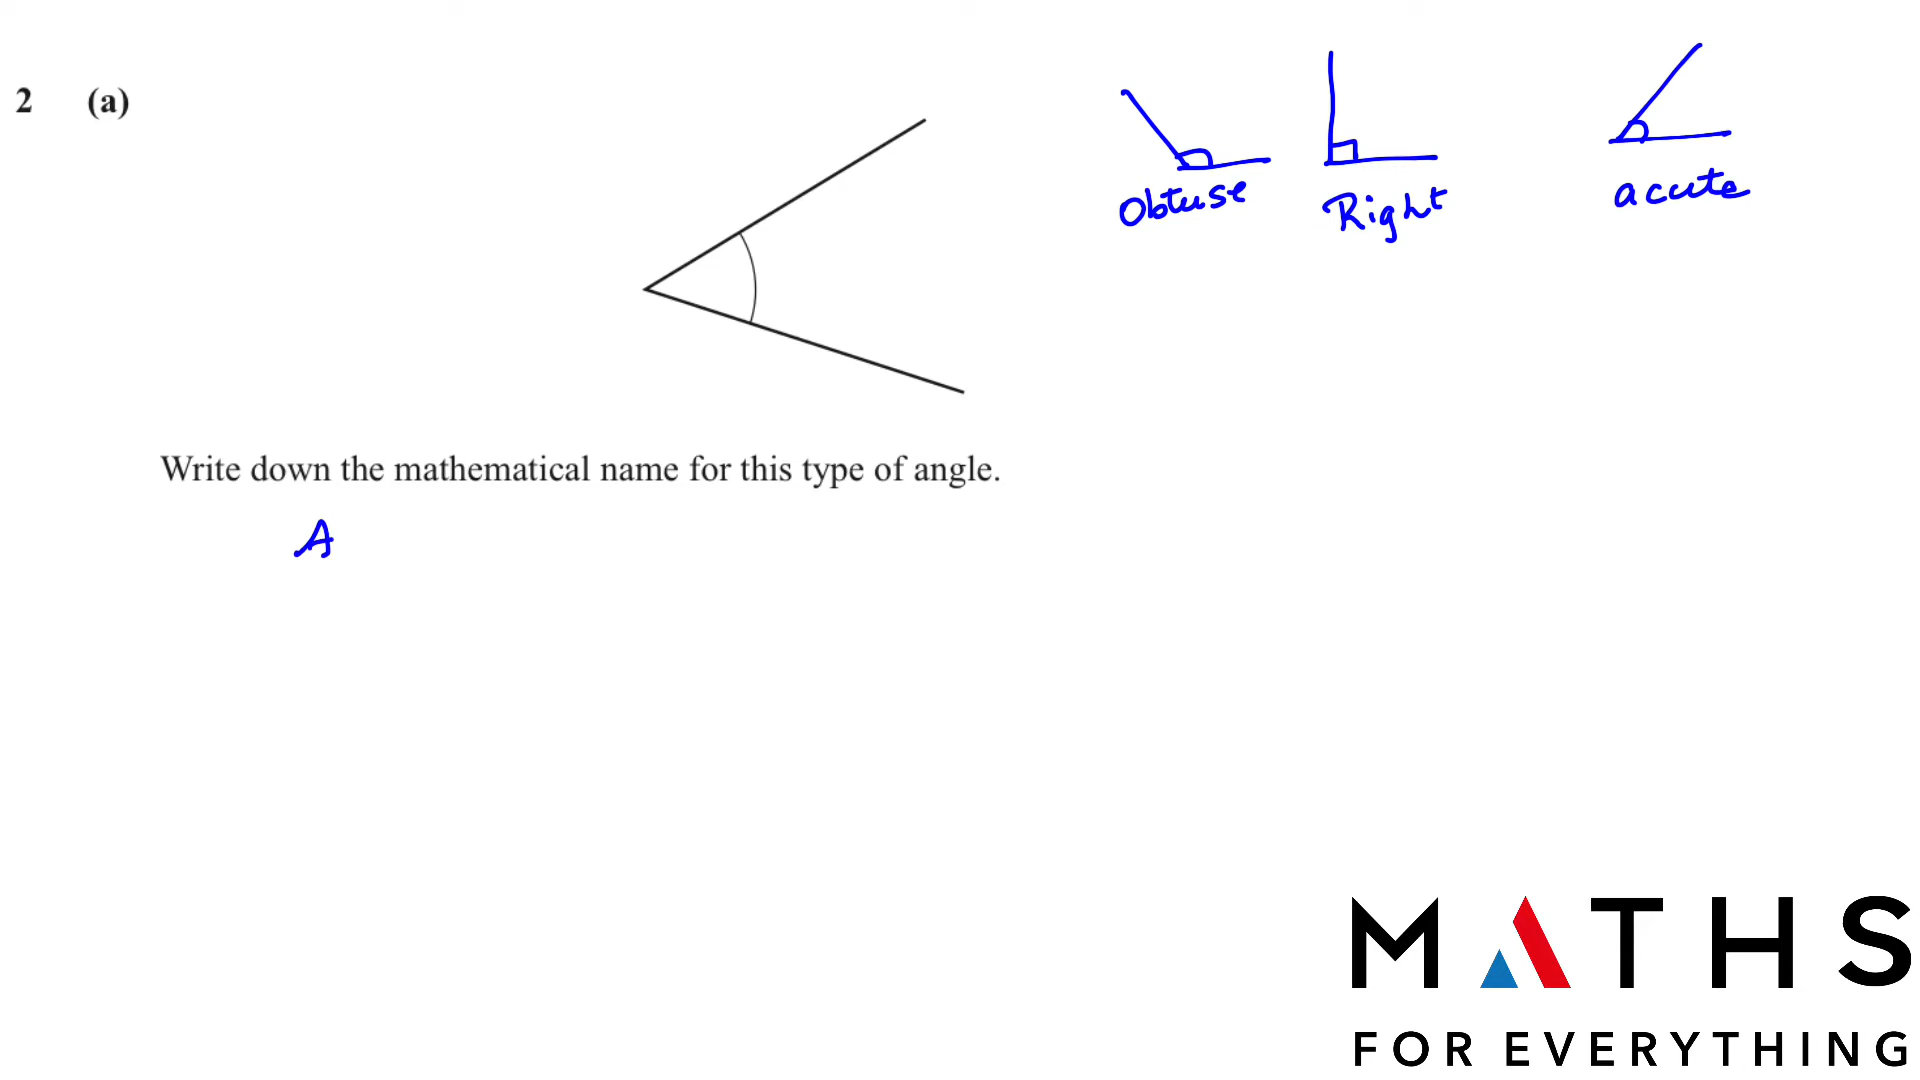 2 (a)
Obtuse Right acute
Write down the mathematical name for this type of angle.
A
MATHS
FOR EVERYTHING